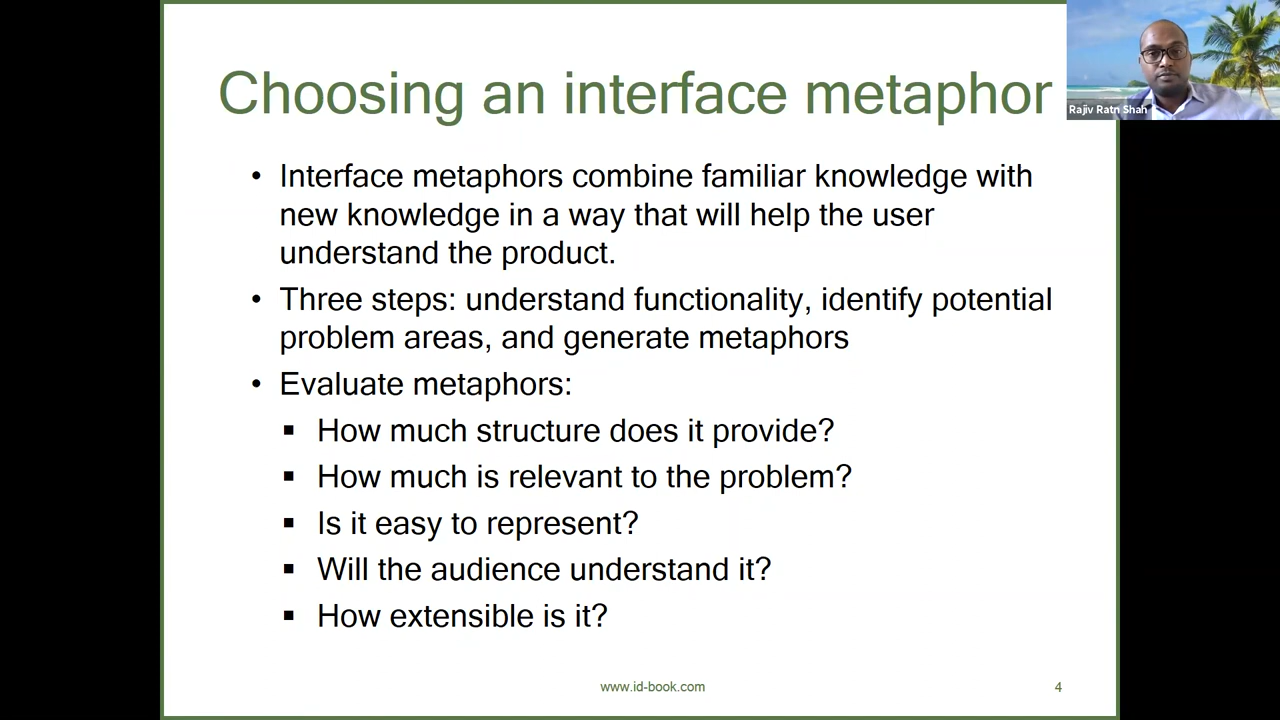 Choosing an interface metaphor
Rajiv Ratn Shah
• Interface metaphors combine familiar knowledge with
new knowledge in a way that will help the user
understand the product.
• Three steps: understand functionality, identify potential
problem areas, and generate metaphors
• Evaluate metaphors:
▪ How much structure does it provide?
▪ How much is relevant to the problem?
▪ Is it easy to represent?
▪ Will the audience understand it?
▪ How extensible is it?
www.id-book.com
4